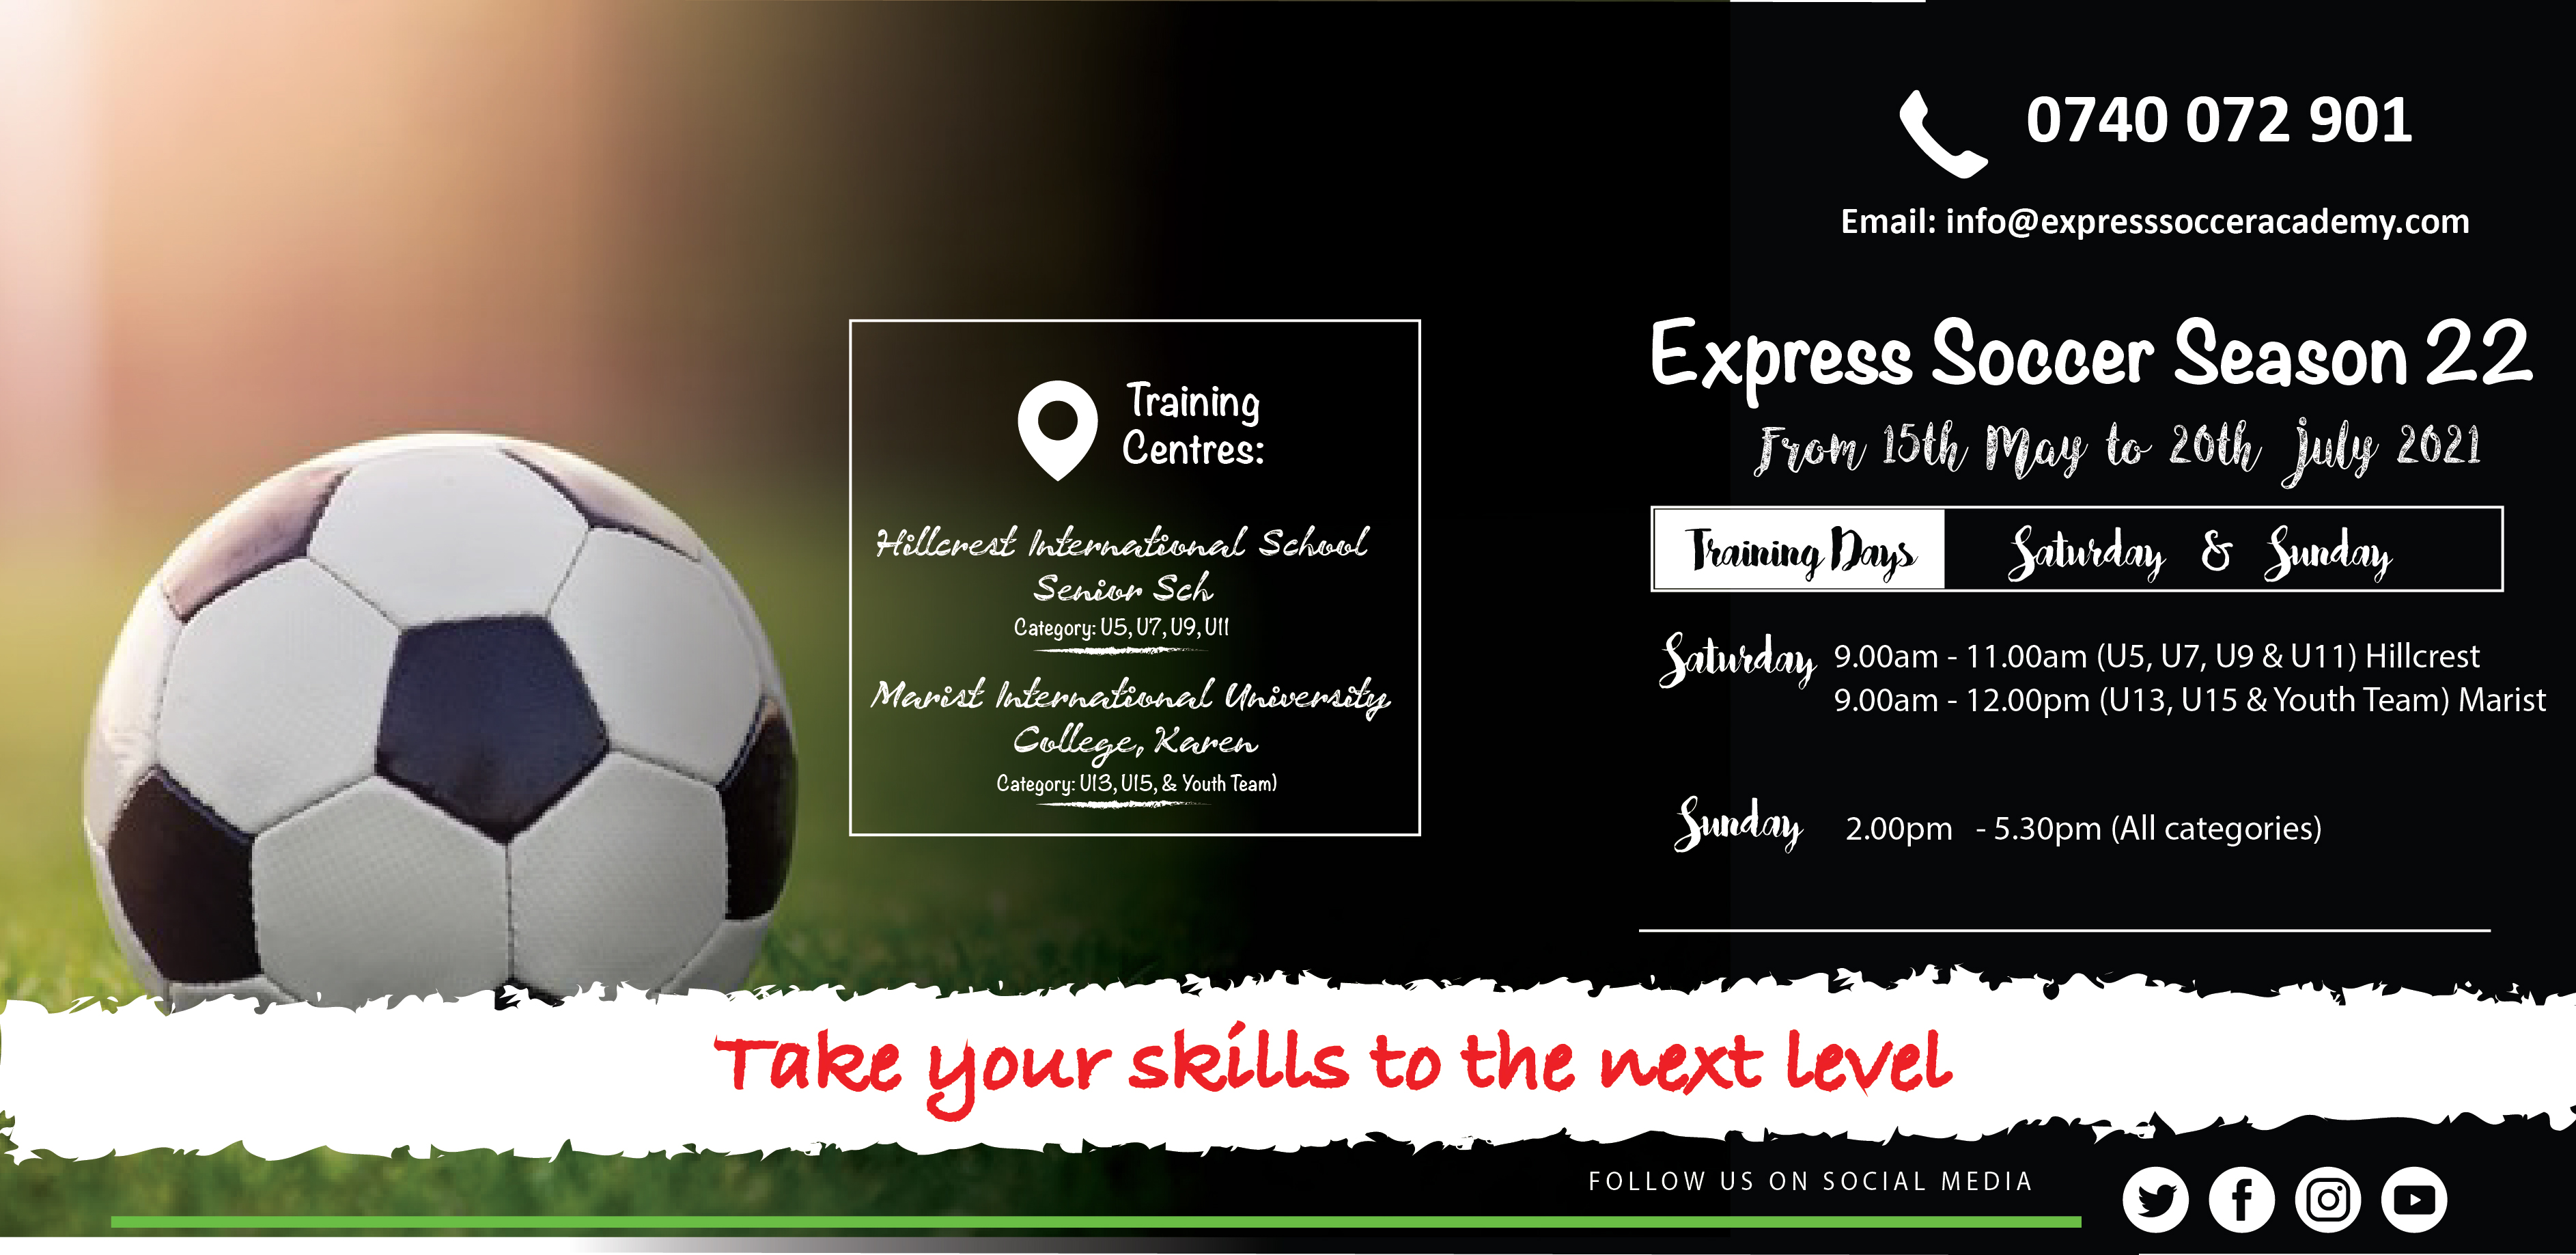 0740 072 901
Email: info@expresssocceracademy.com
Express Soccer Season 22
From 15th May to 20th july 2021
Training Days Saturday & Sunday
Saturday 9.00am - 11.00am (U5, U7, U9 & U11) Hillcrest
9.00am - 12.00pm (U13, U15 & Youth Team) Marist
Sunday 2.00pm - 5.30pm (All categories)
Training
Centres:
Hillcrest International School
Senior Sch
Category: U5, U7, U9, U11
Marist International University
College, Karen
Category: U13, U15, & Youth Team)
Take your skills to the next level
FOLLOW US ON SOCIAL MEDIA